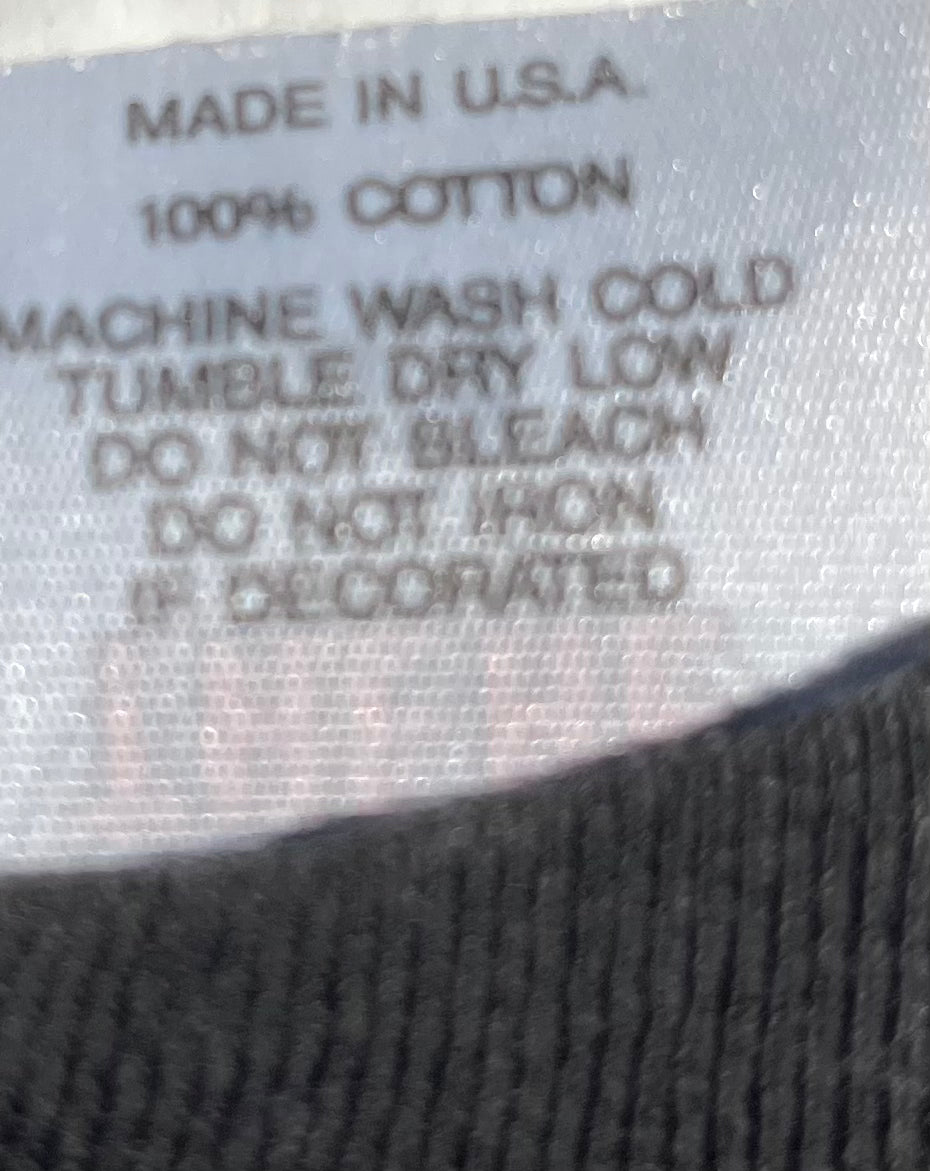 MADE IN U.S.A.
100% COTTON
MACHINE WASH COLD
TUMBLE DRY LOW
DO NOT BLEACH
DO NOT IRON
IF DECORATED